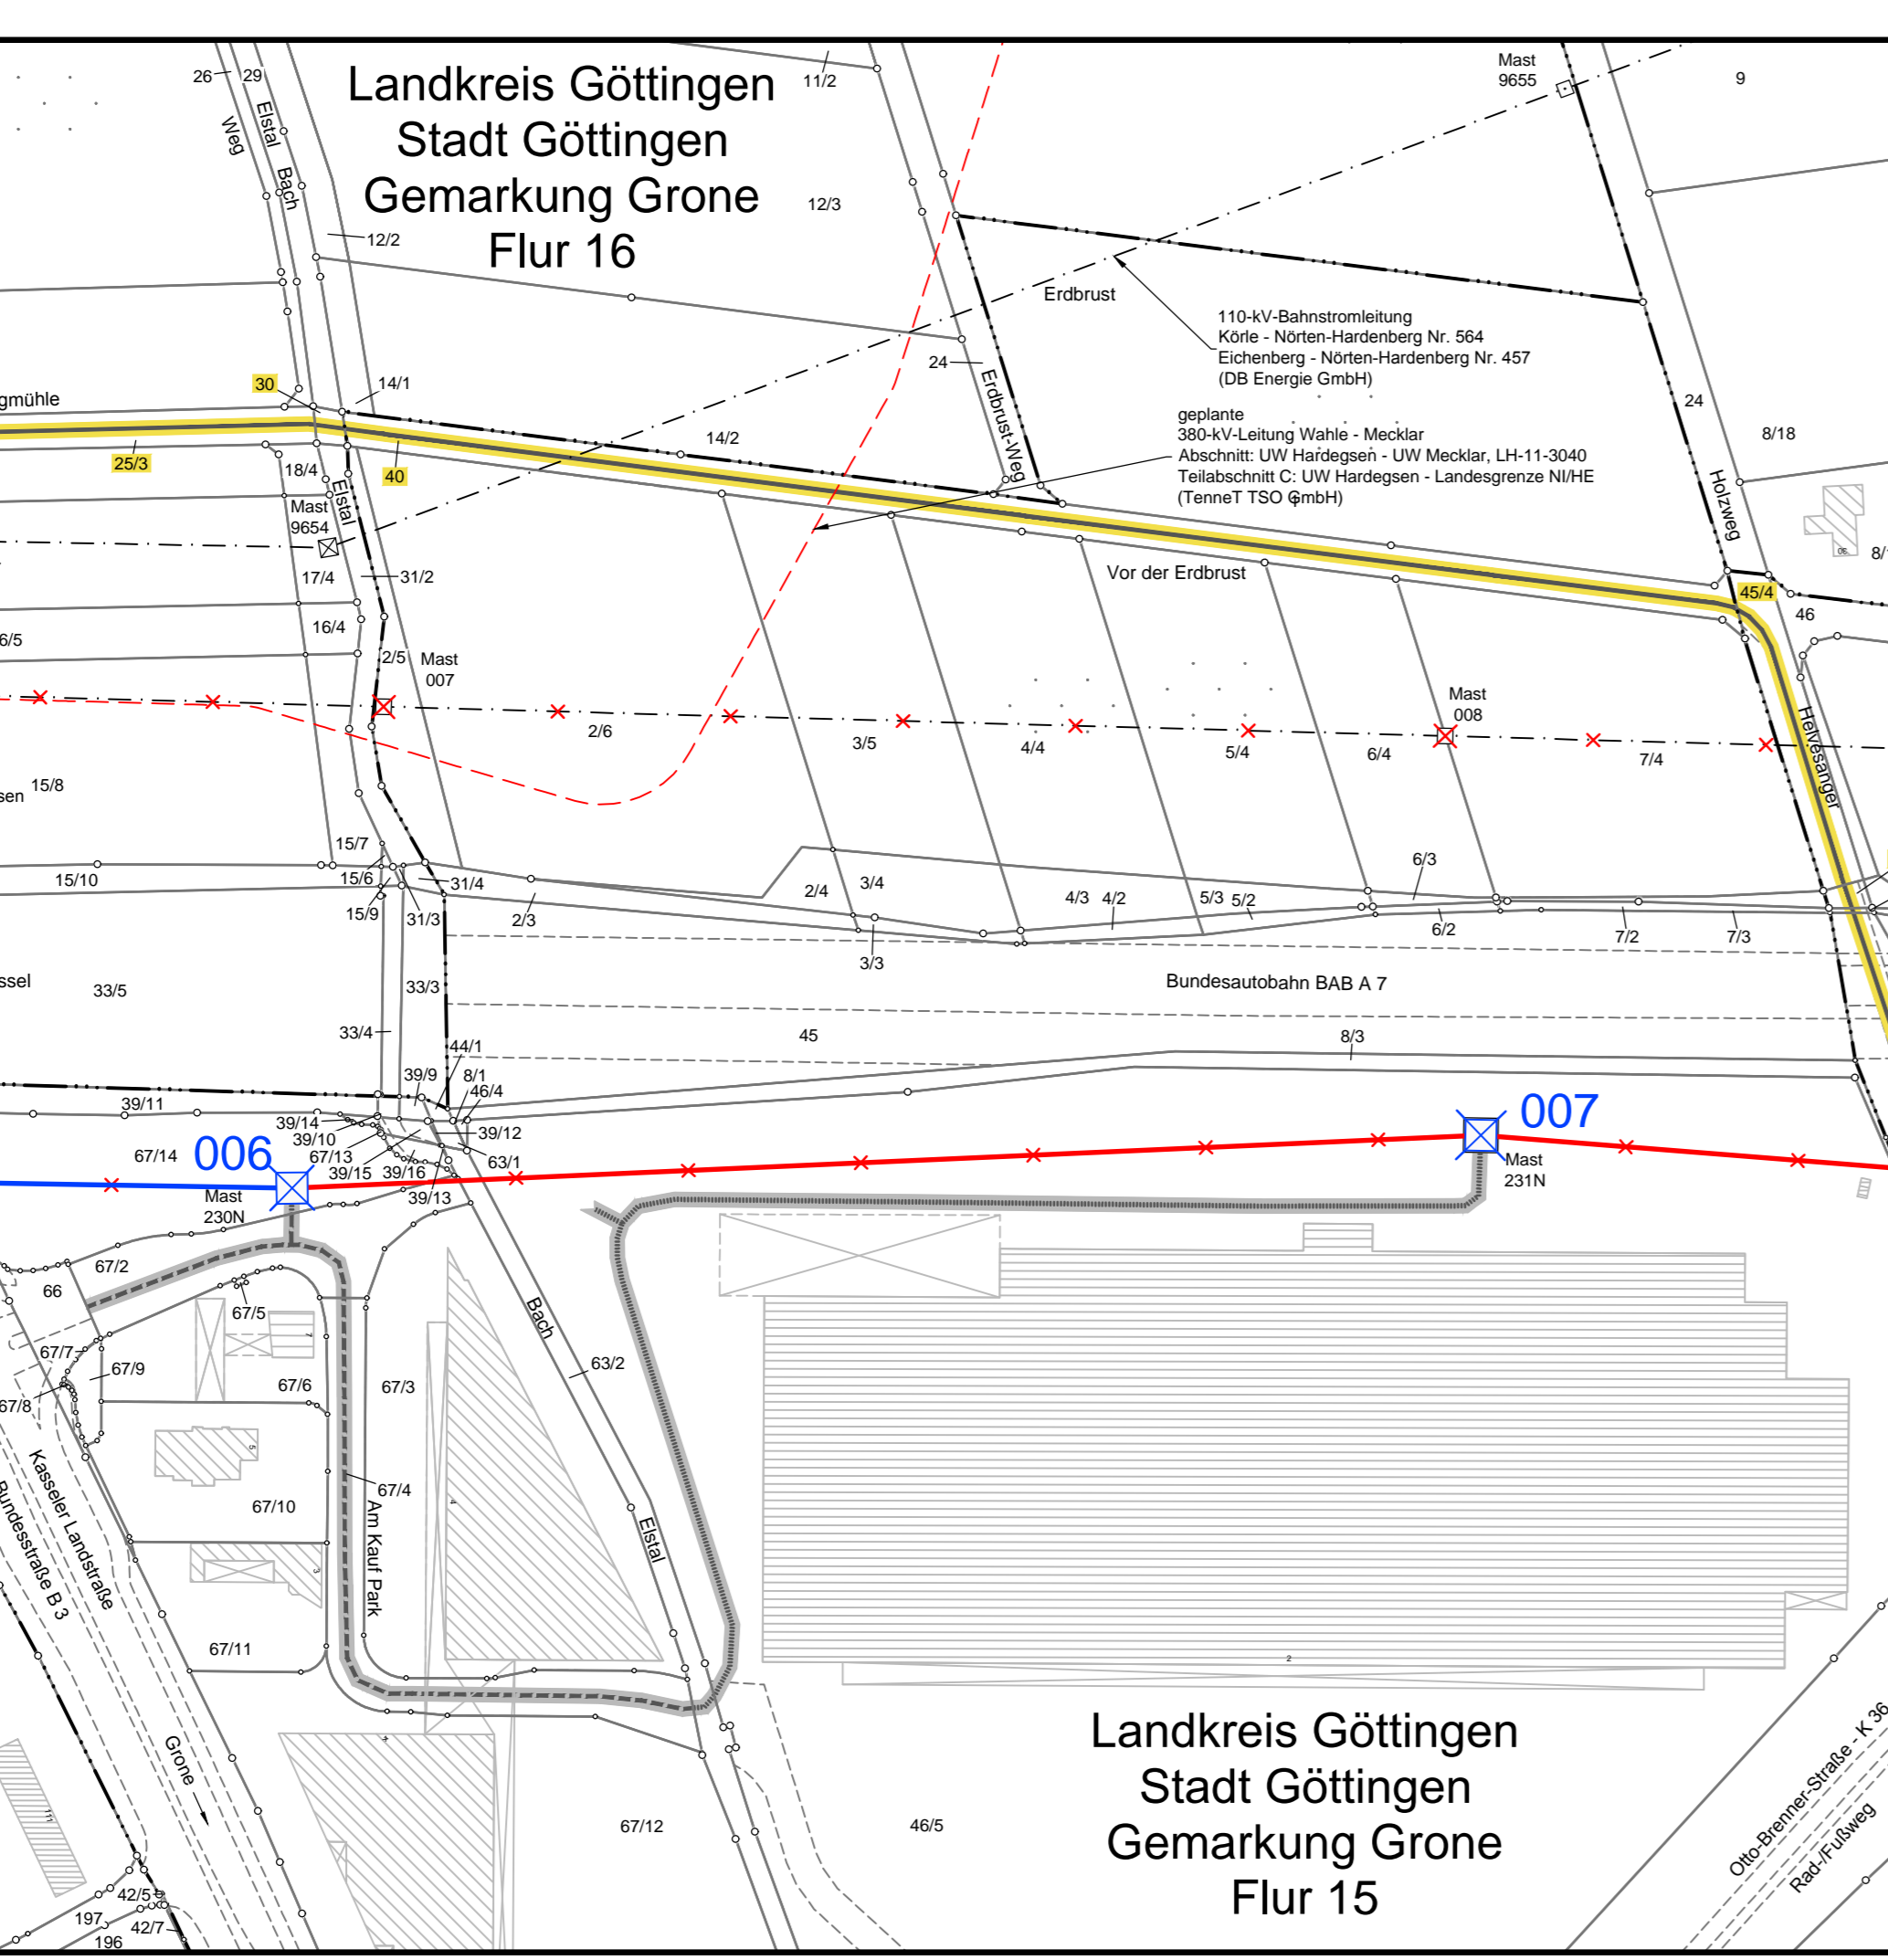 Landkreis Göttingen
Stadt Göttingen
Gemarkung Grone
Flur 16
26
29
Elstal
Bach
Weg
11/2
12/3
12/2
Mast
9655
9
Erdbrust
110-kV-Bahnstromleitung
Körle - Nörten-Hardenberg Nr. 564
Eichenberg - Nörten-Hardenberg Nr. 457
(DB Energie GmbH)
geplante
380-kV-Leitung Wahle - Mecklar
Abschnitt: UW Hardegsen - UW Mecklar, LH-11-3040
Teilabschnitt C: UW Hardegsen - Landesgrenze NI/HE
(TenneT TSO GmbH)
gmühle
30
14/1
14/2
24
Erdbrust-Weg
24
8/18
Holzweg
25/3
40
18/4
Elstal
Mast
9654
17/4
31/2
16/4
6/5
2/5
Mast
007
Vor der Erdbrust
45/4
46
30
8/
2/6
3/5
4/4
5/4
6/4
Mast
008
7/4
Helvesanger
sen
15/8
15/7
15/6
15/10
15/9
31/3
31/4
2/3
2/4
3/4
3/3
4/3
4/2
5/3
5/2
6/3
6/2
7/2
7/3
ssel
33/5
33/3
33/4
Bundesautobahn BAB A 7
45
8/3
44/1
39/9
8/1
46/4
39/11
39/14
39/10
39/12
67/14
006
67/13
39/15
39/16
63/1
39/13
Mast
230N
007
Mast
231N
67/2
66
67/5
7
67/7
67/9
67/6
67/3
67/8
Bach
63/2
5
Kasseler Landstraße
Bundesstraße B 3
67/10
67/4
Am Kauf Park
4
Elstal
3
67/11
2
Grone
111
67/12
46/5
Landkreis Göttingen
Stadt Göttingen
Gemarkung Grone
Flur 15
Otto-Brenner-Straße - K 36
Rad-/Fußweg
42/5
197
42/7
196